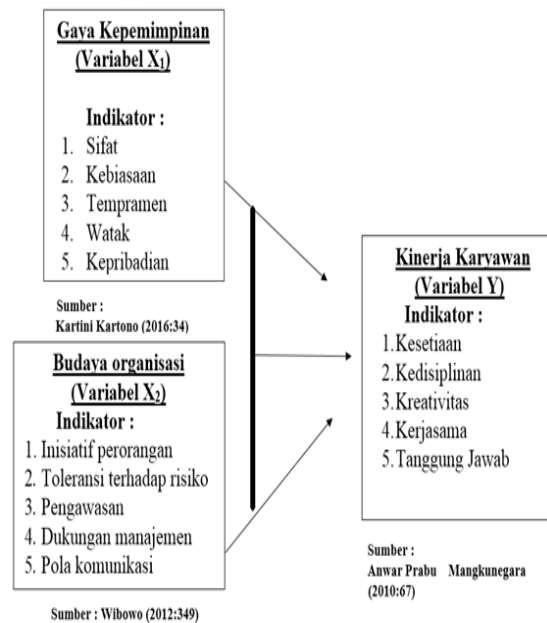 Gaya Kepemimpinan
(Variabel X₁)
Indikator :
1. Sifat
2. Kebiasaan
3. Tempramen
4. Watak
5. Kepribadian
Sumber :
Kartini Kartono (2016:34)
Budaya organisasi
(Variabel X₂)
Indikator :
1. Inisiatif perorangan
2. Toleransi terhadap risiko
3. Pengawasan
4. Dukungan manajemen
5. Pola komunikasi
Sumber : Wibowo (2012:349)
Kinerja Karyawan
(Variabel Y)
Indikator :
1.Kesetiaan
2.Kedisiplinan
3.Kreativitas
4.Kerjasama
5.Tanggung Jawab
Sumber :
Anwar Prabu Mangkunegara
(2010:67)